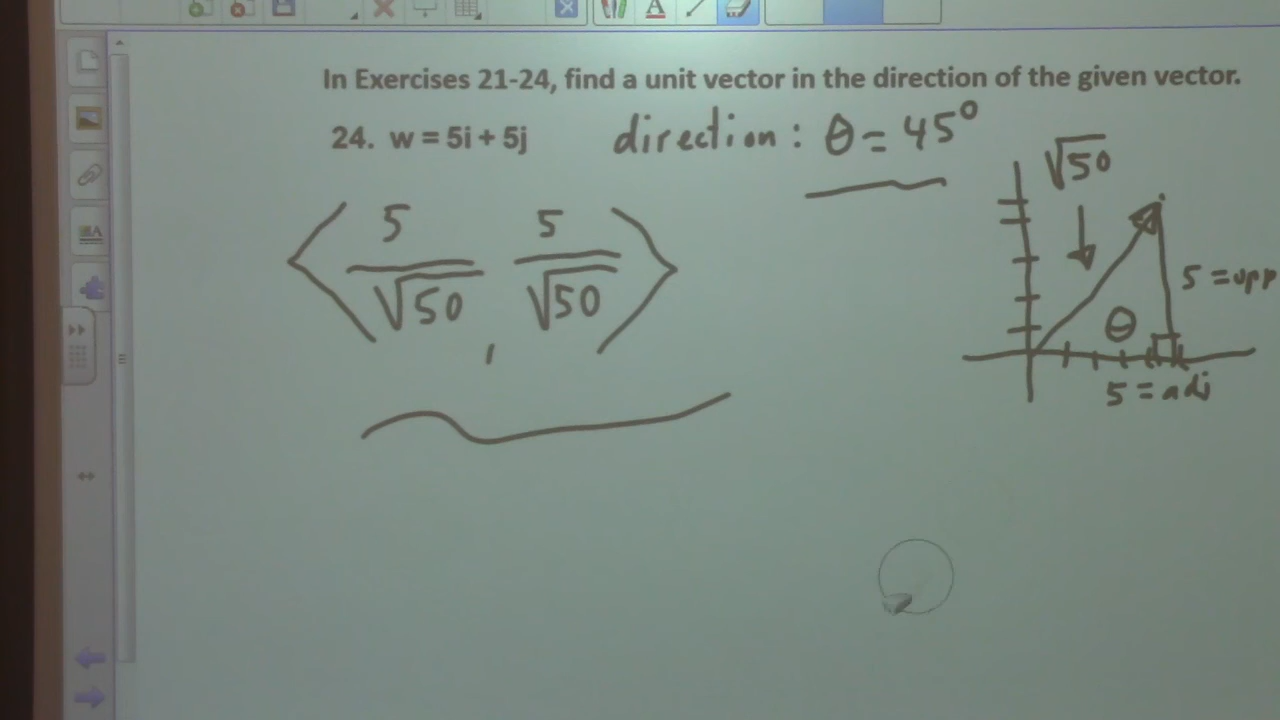 In Exercises 21-24, find a unit vector in the direction of the given vector.
24. w = 5i + 5j direction: θ = 45°
√50
5 5
√50 , √50
5 = opp
θ
5 = adj